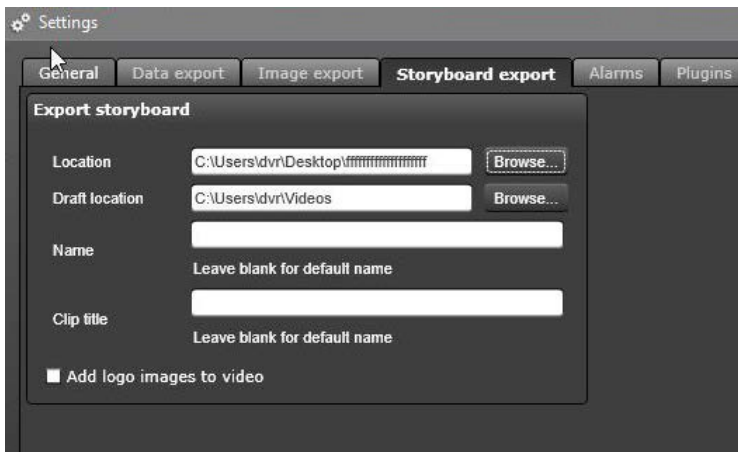 Settings
General Data export Image export Storyboard export Alarms Plugins
Export storyboard
Location C:\Users\dvr\Desktop\ Browse...
Draft location C:\Users\dvr\Videos Browse...
Name
Leave blank for default name
Clip title
Leave blank for default name
Add logo images to video